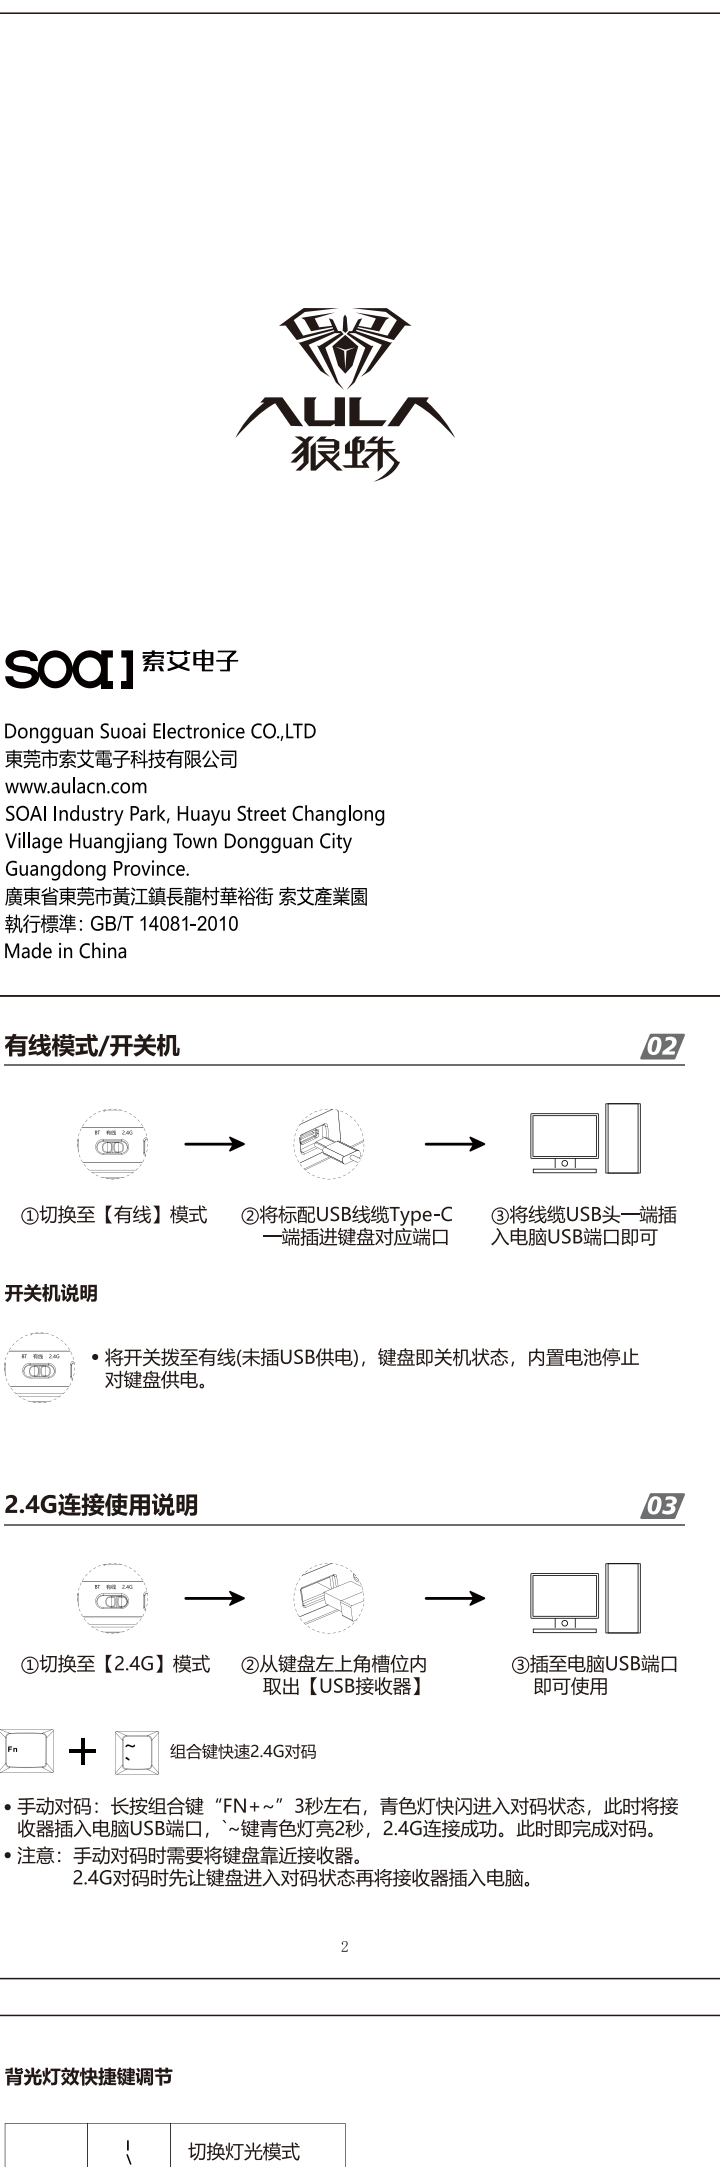 AULA
狼蛛
SOAI 索艾电子
Dongguan Suoai Electronice CO.,LTD
東莞市索艾電子科技有限公司
www.aulacn.com
SOAI Industry Park, Huayu Street Changlong
Village Huangjiang Town Dongguan City
Guangdong Province.
廣東省東莞市黃江鎮長龍村華裕街 索艾產業園
執行標準: GB/T 14081-2010
Made in China
有线模式/开关机 02
BT 有线 2.4G
①切换至【有线】模式
②将标配USB线缆Type-C
一端插进键盘对应端口
③将线缆USB头一端插
入电脑USB端口即可
开关机说明
BT 有线 2.4G
• 将开关拨至有线(未插USB供电)，键盘即关机状态，内置电池停止
对键盘供电。
2.4G连接使用说明 03
BT 有线 2.4G
①切换至【2.4G】模式
②从键盘左上角槽位内
取出【USB接收器】
③插至电脑USB端口
即可使用
Fn + ~ ` 组合键快速2.4G对码
• 手动对码：长按组合键“FN+~”3秒左右，青色灯快闪进入对码状态，此时将接
收器插入电脑USB端口，`~键青色灯亮2秒，2.4G连接成功。此时即完成对码。
• 注意：手动对码时需要将键盘靠近接收器。
2.4G对码时先让键盘进入对码状态再将接收器插入电脑。
2
背光灯效快捷键调节
| \ 切换灯光模式